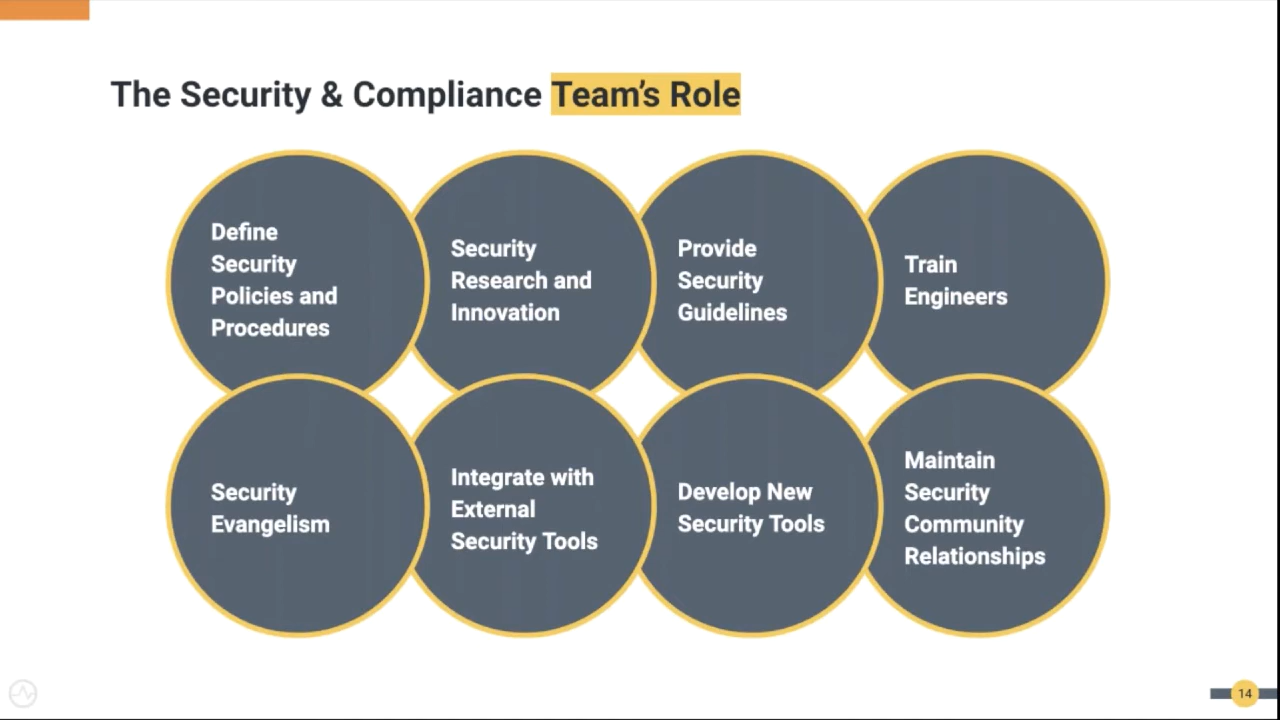 The Security & Compliance Team's Role
Define
Security
Policies and
Procedures
Security
Research and
Innovation
Provide
Security
Guidelines
Train
Engineers
Security
Evangelism
Integrate with
External
Security Tools
Develop New
Security Tools
Maintain
Security
Community
Relationships
14